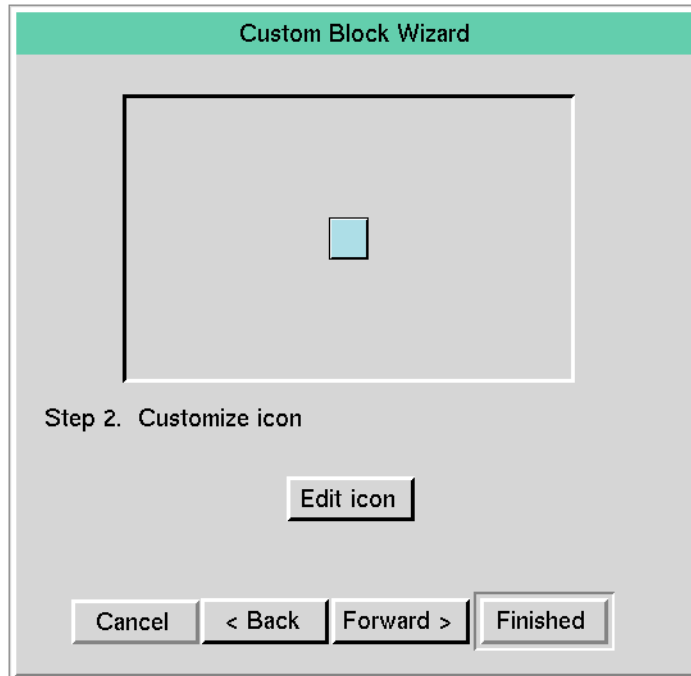 Custom Block Wizard
Step 2. Customize icon
Edit icon
Cancel < Back Forward > Finished